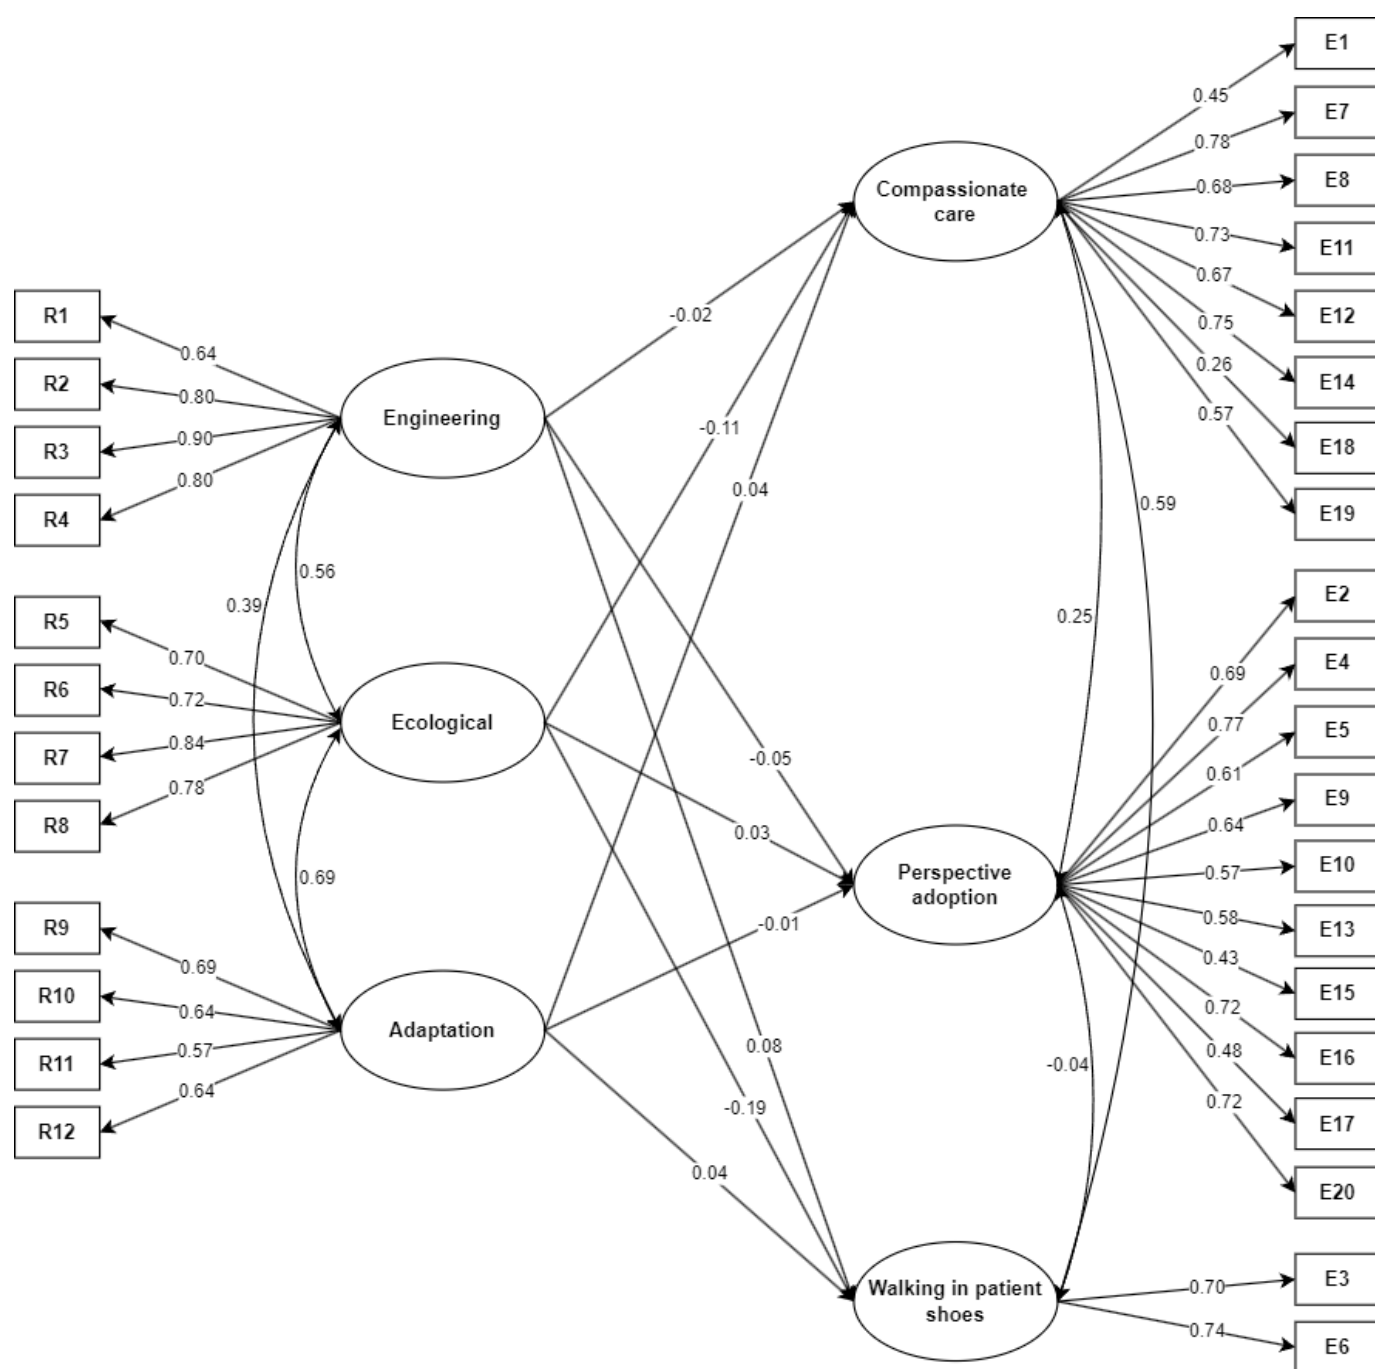 E1
0.45
E7
0.78
Compassionate
care
E8
0.68
E11
0.73
E12
0.67
E14
0.75
E18
0.26
E19
0.57
R1
0.64
R2
0.80
R3
0.90
R4
0.80
Engineering
-0.02
-0.11
0.04
0.59
0.56
0.39
0.25
R5
0.70
R6
0.72
R7
0.84
R8
0.78
Ecological
-0.05
0.03
-0.01
E2
0.69
E4
0.77
E5
0.61
E9
0.64
E10
0.57
E13
0.58
E15
0.43
E16
0.72
E17
0.48
E20
0.72
Perspective
adoption
0.69
R9
0.69
R10
0.64
R11
0.57
R12
0.64
Adaptation
0.08
-0.19
0.04
-0.04
Walking in patient
shoes
E3
0.70
E6
0.74